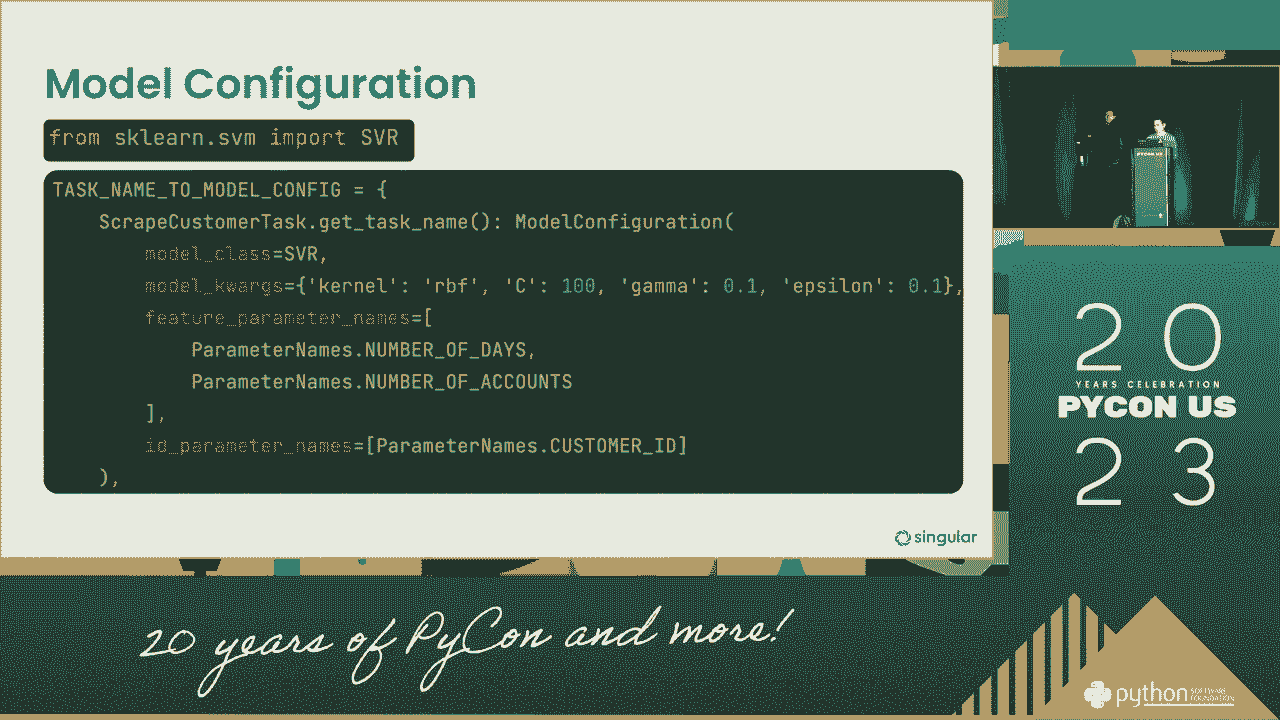 Model Configuration
from sklearn.svm import SVR
TASK_NAME_TO_MODEL_CONFIG = {
    ScrapeCustomerTask.get_task_name(): ModelConfiguration(
        model_class=SVR,
        model_kwargs={'kernel': 'rbf', 'C': 100, 'gamma': 0.1, 'epsilon': 0.1},
        feature_parameter_names=[
            ParameterNames.NUMBER_OF_DAYS,
            ParameterNames.NUMBER_OF_ACCOUNTS
        ],
        id_parameter_names=[ParameterNames.CUSTOMER_ID]
    ),
singular
PYCON US
20
YEARS CELEBRATION
PYCON US
23
20 years of PyCon and more!
python SOFTWARE
FOUNDATION